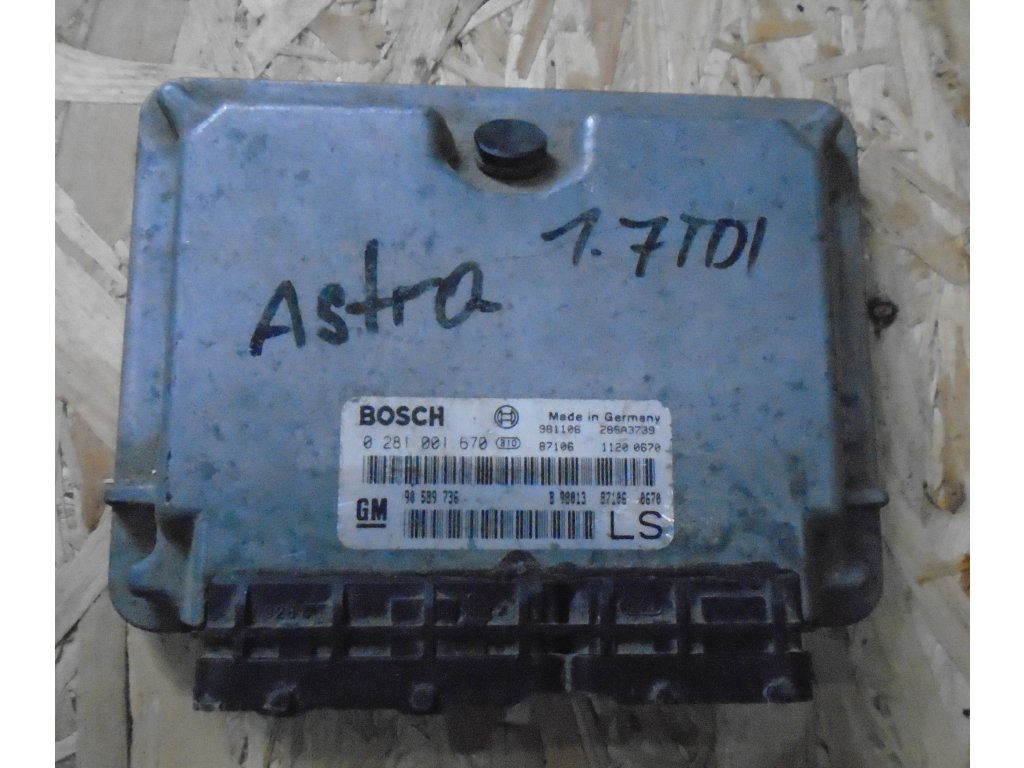 Astra 1.7TDI
BOSCH Made in Germany
981106 286A3739
0 281 001 670 810 87106 1120 0670
GM 90 589 736 B 90013 87106 0670
LS